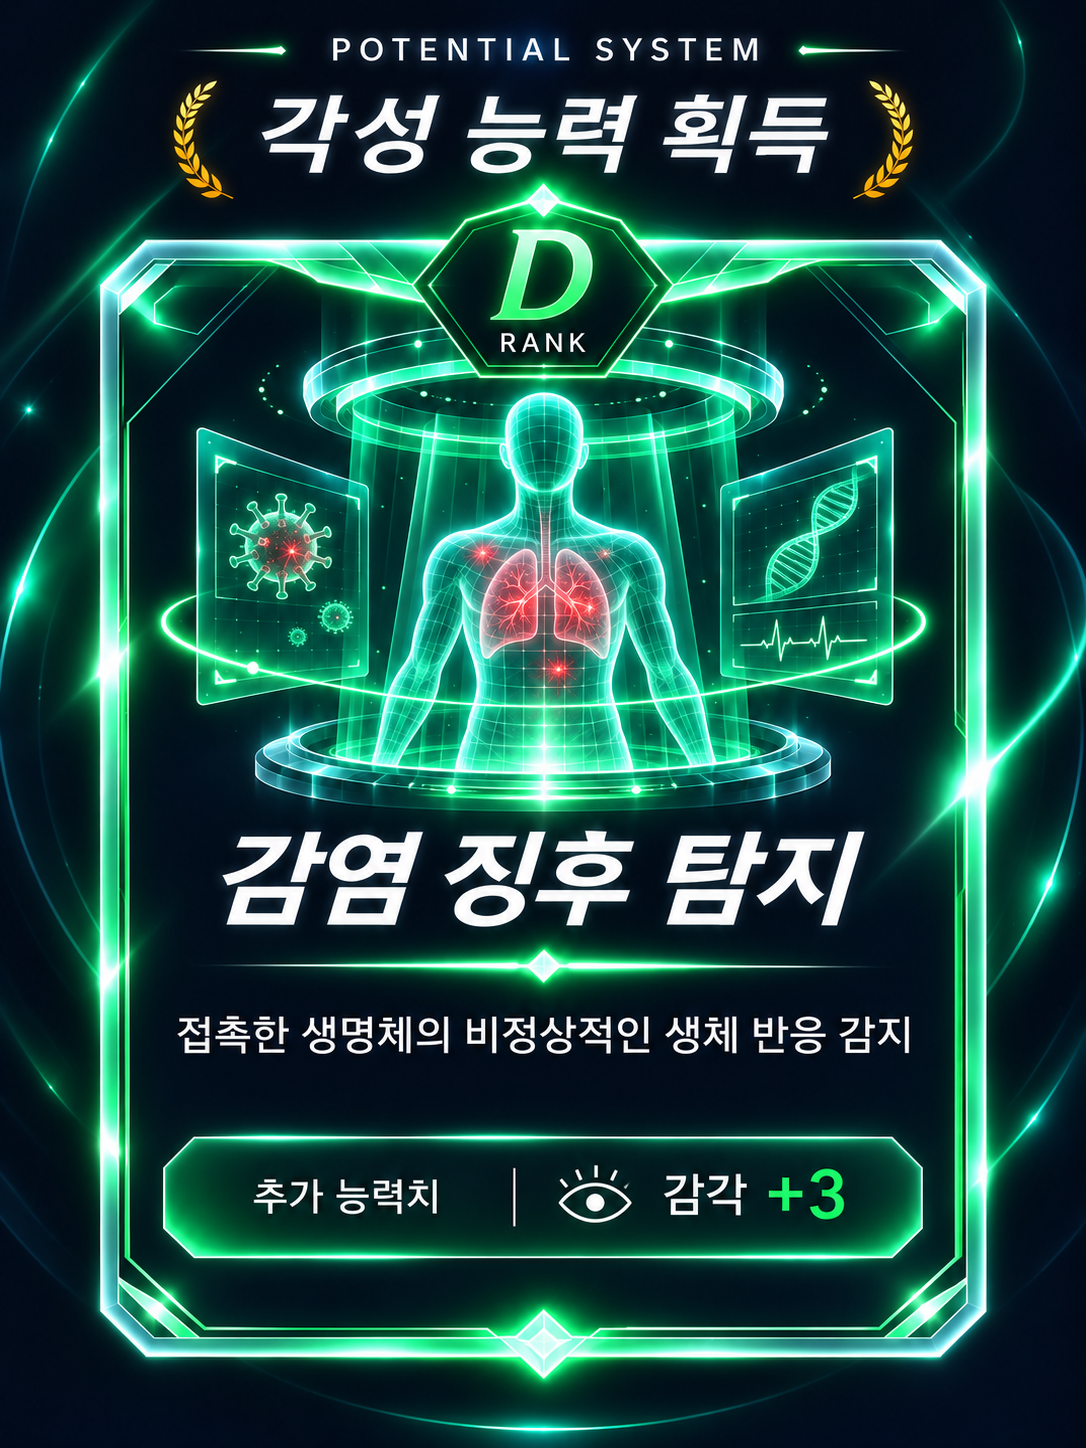 POTENTIAL SYSTEM
각성 능력 획득
D
RANK
감염 징후 탐지
접촉한 생명체의 비정상적인 생체 반응 감지
추가 능력치
감각 +3